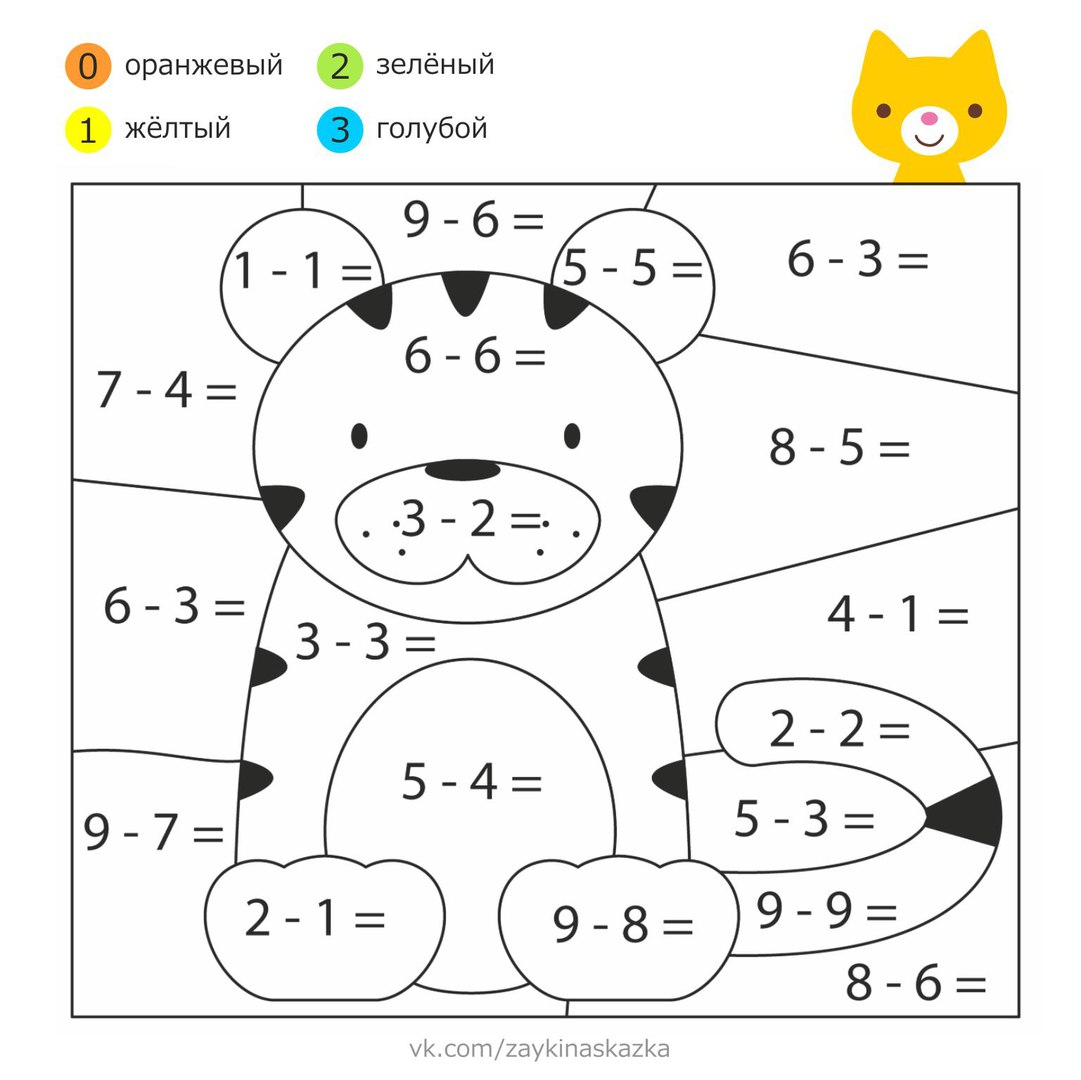 0 оранжевый 2 зелёный
1 жёлтый 3 голубой
9 - 6 =
1 - 1 = 5 - 5 = 6 - 3 =
6 - 6 =
7 - 4 =
8 - 5 =
3 - 2 =
6 - 3 = 4 - 1 =
3 - 3 =
2 - 2 =
5 - 4 =
9 - 7 = 5 - 3 =
2 - 1 = 9 - 8 = 9 - 9 =
8 - 6 =
vk.com/zaykinaskazka